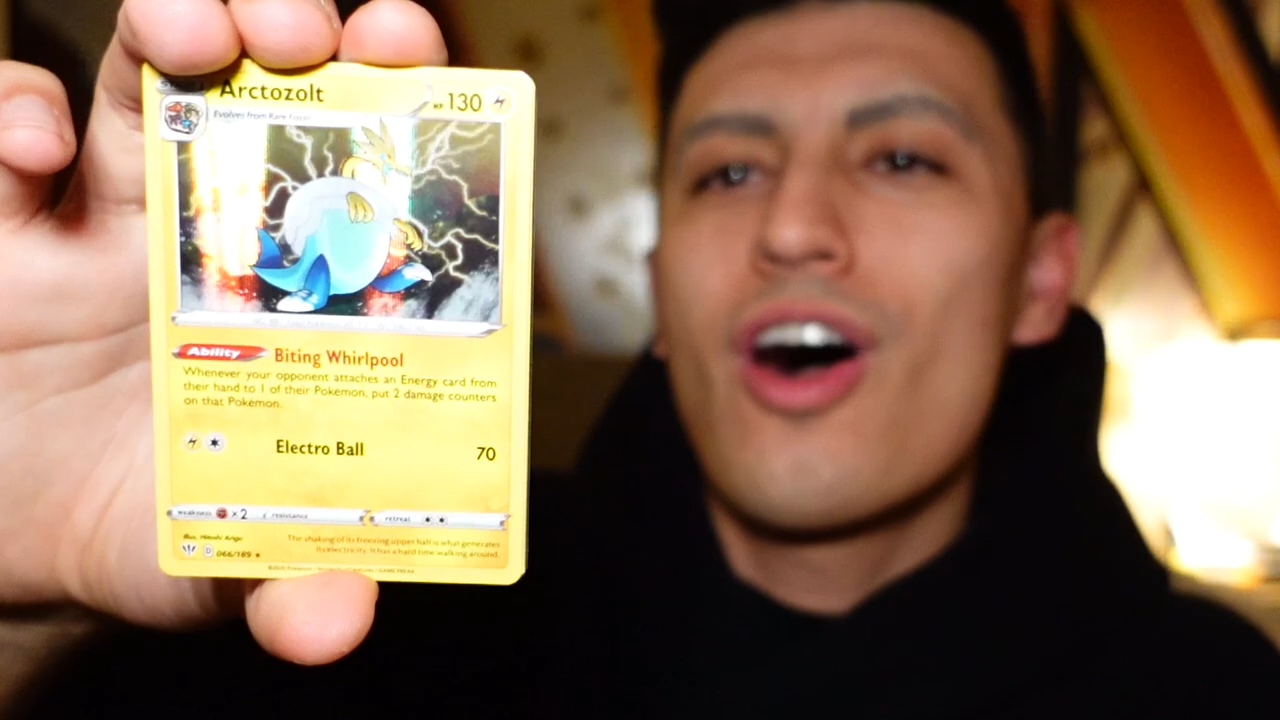 Arctozolt
HP 130
Evolves from Rare Fossil
Ability Biting Whirlpool
Whenever your opponent attaches an Energy card from
their hand to 1 of their Pokémon, put 2 damage counters
on that Pokémon.
Electro Ball 70
weakness ×2 resistance retreat
Illus. Hitoshi Ariga
D 066/189 ★
The shaking of its freezing upper half is what generates
its electricity. It has a hard time walking around.